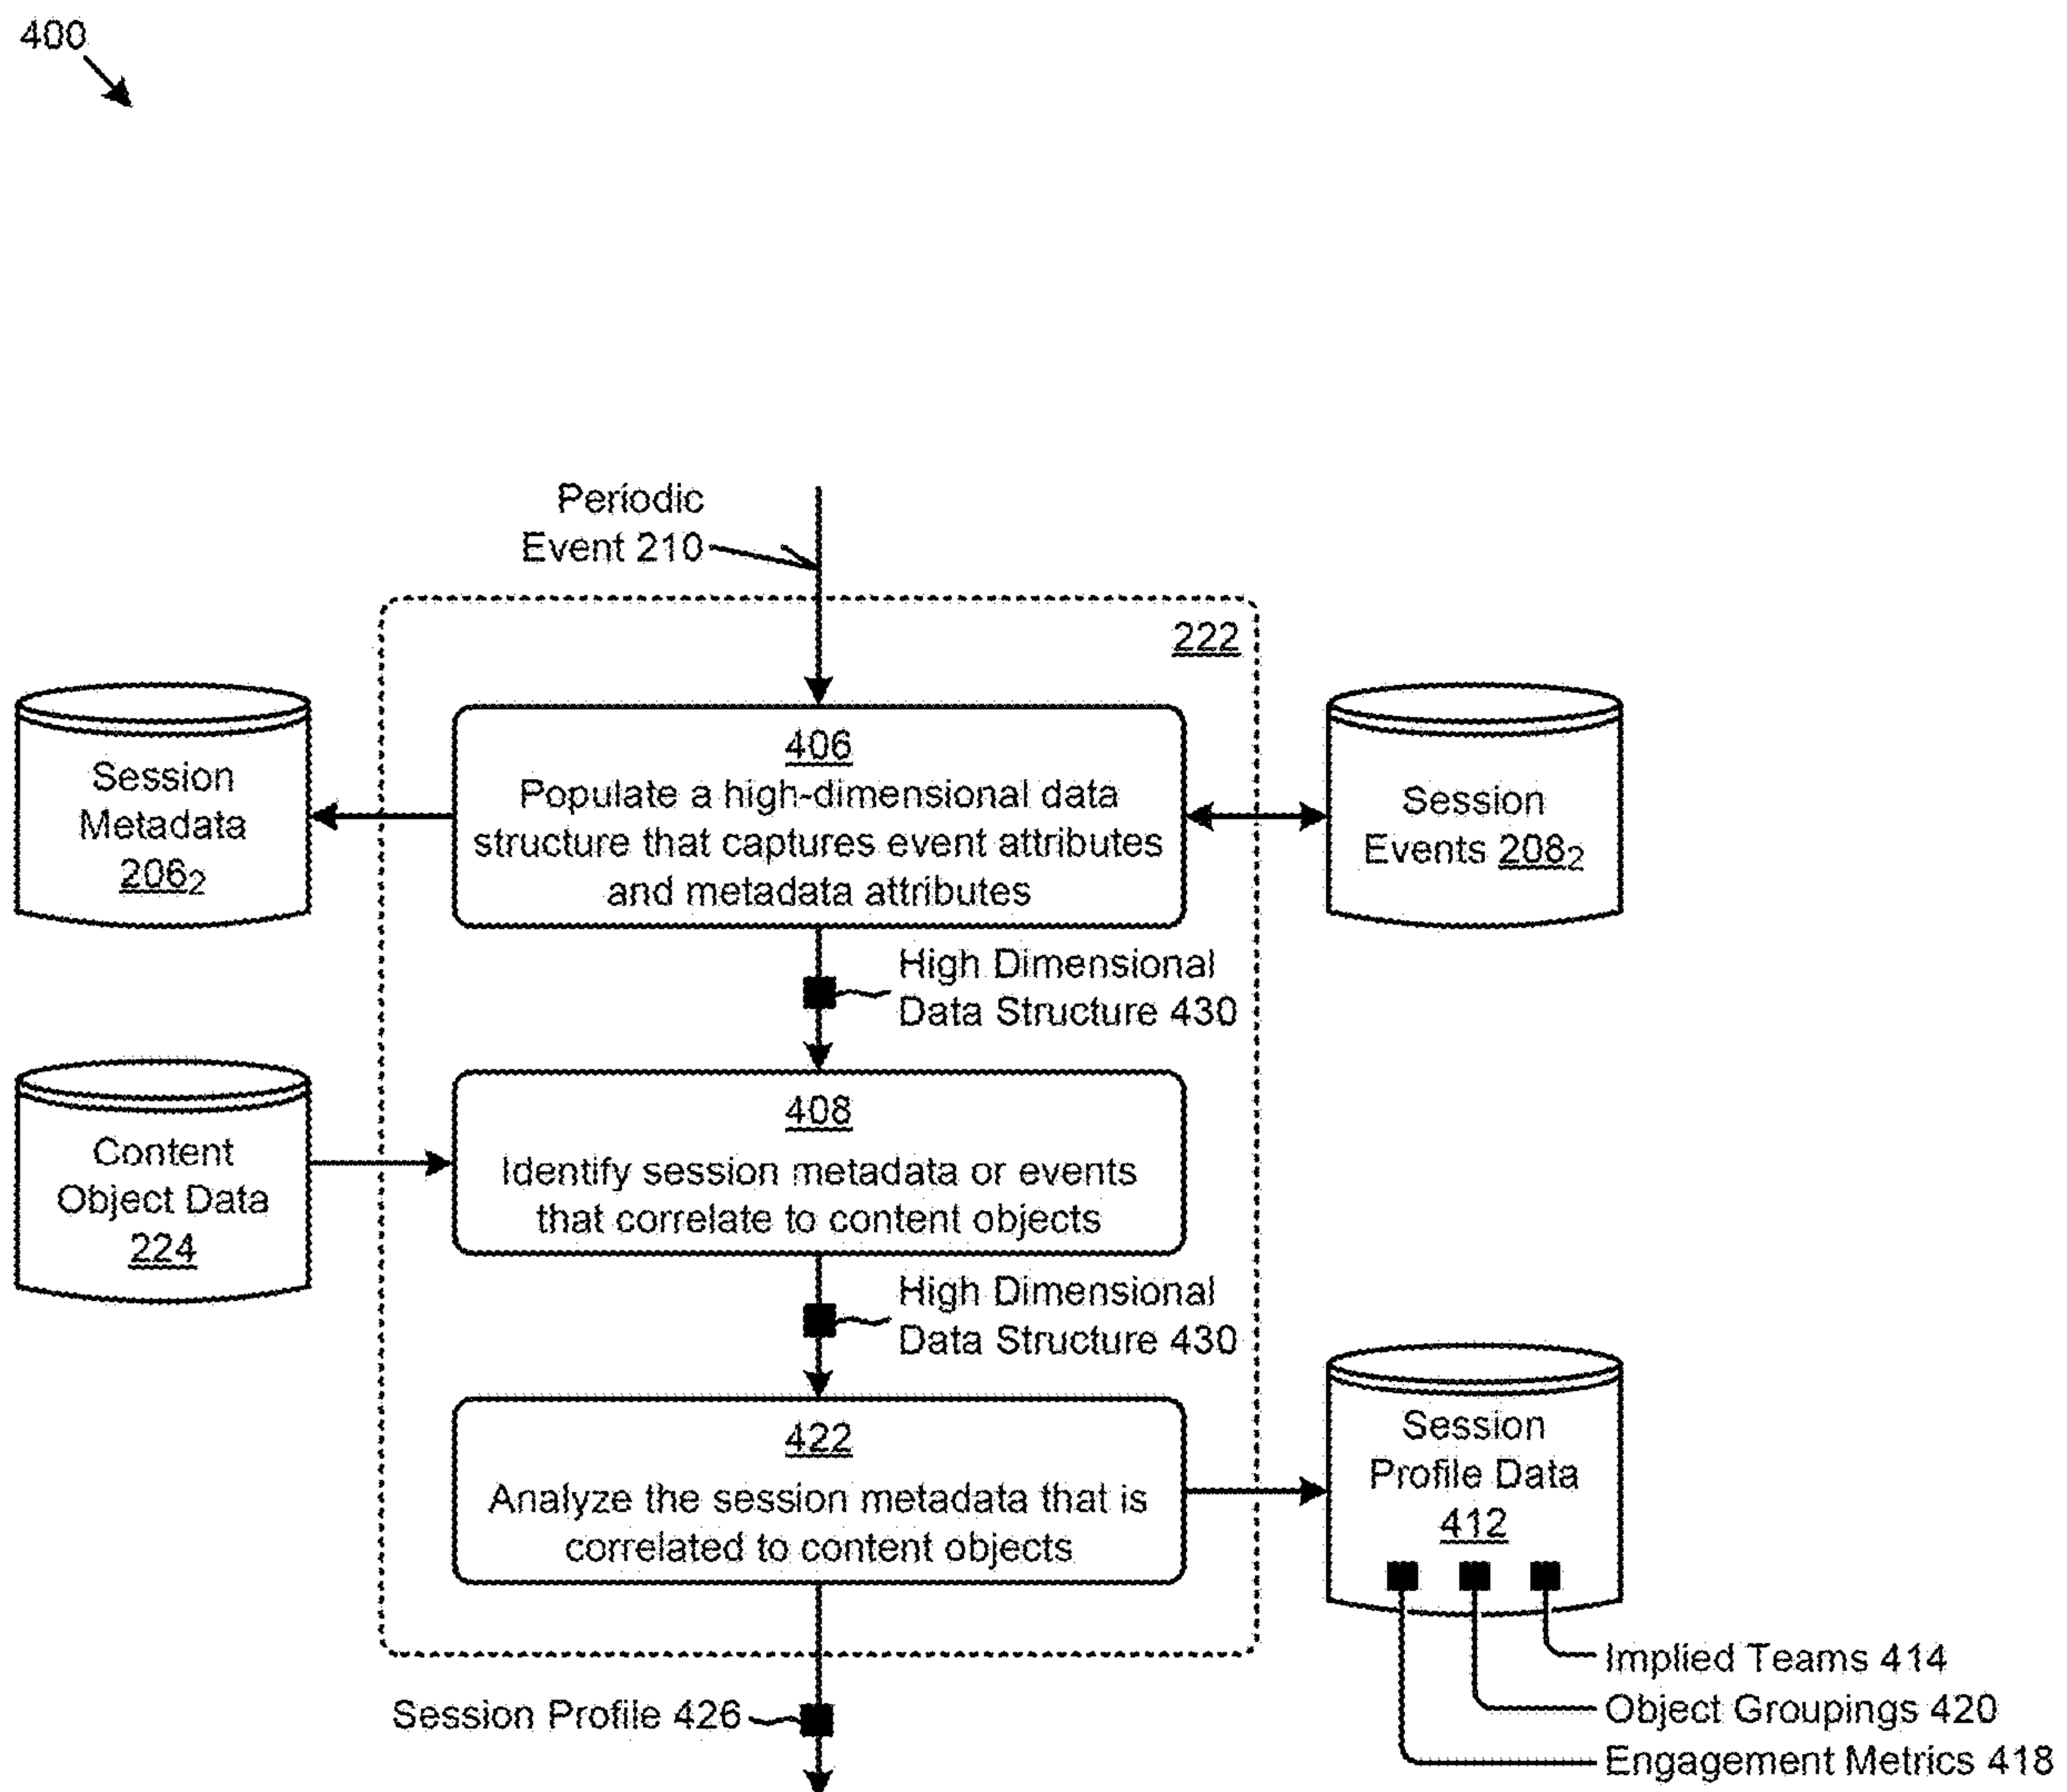 400
Periodic
Event 210
222
Session
Metadata
206₂
406
Populate a high-dimensional data
structure that captures event attributes
and metadata attributes
Session
Events 208₂
High Dimensional
Data Structure 430
Content
Object Data
224
408
Identify session metadata or events
that correlate to content objects
High Dimensional
Data Structure 430
422
Analyze the session metadata that is
correlated to content objects
Session
Profile Data
412
Implied Teams 414
Object Groupings 420
Engagement Metrics 418
Session Profile 426